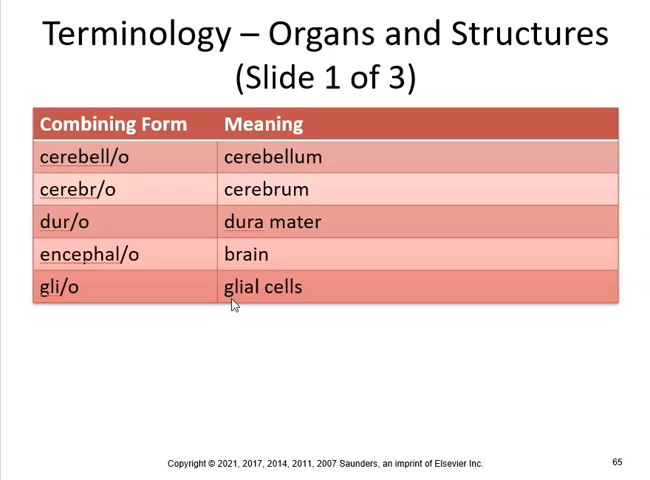 Terminology – Organs and Structures
(Slide 1 of 3)
Combining Form Meaning
cerebell/o cerebellum
cerebr/o cerebrum
dur/o dura mater
encephal/o brain
gli/o glial cells
Copyright © 2021, 2017, 2014, 2011, 2007 Saunders, an imprint of Elsevier Inc. 65